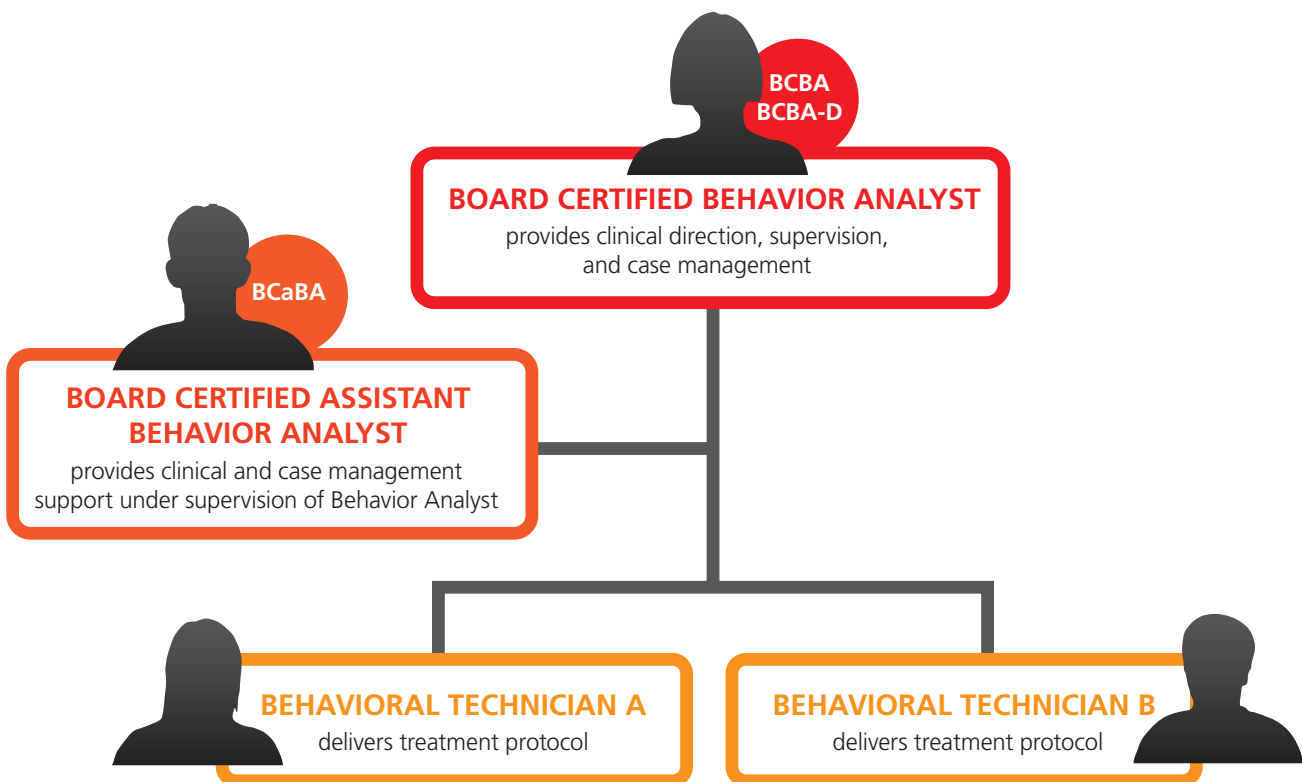 BCBA
BCBA-D
BOARD CERTIFIED BEHAVIOR ANALYST
provides clinical direction, supervision,
and case management
BCaBA
BOARD CERTIFIED ASSISTANT
BEHAVIOR ANALYST
provides clinical and case management
support under supervision of Behavior Analyst
BEHAVIORAL TECHNICIAN A
delivers treatment protocol
BEHAVIORAL TECHNICIAN B
delivers treatment protocol